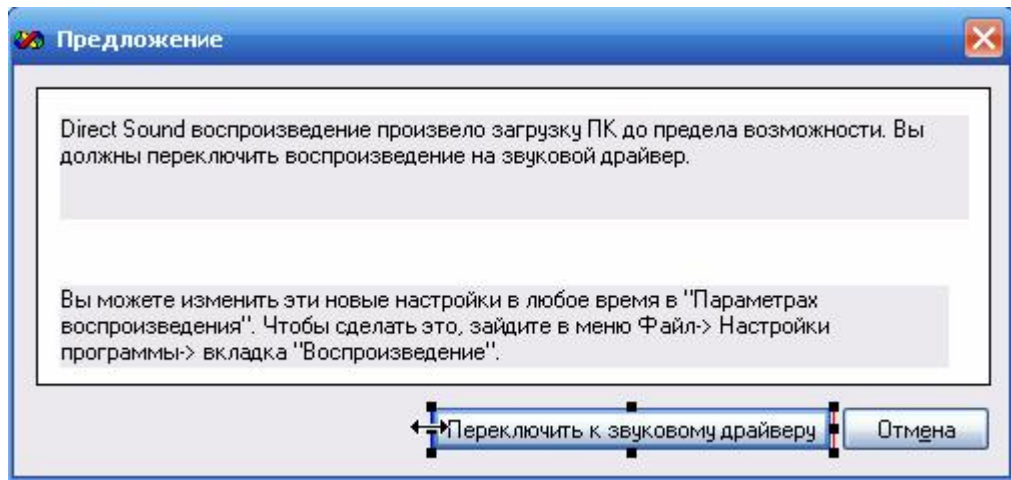 Предложение
Direct Sound воспроизведение произвело загрузку ПК до предела возможности. Вы
должны переключить воспроизведение на звуковой драйвер.
Вы можете изменить эти новые настройки в любое время в "Параметрах
воспроизведения". Чтобы сделать это, зайдите в меню Файл-> Настройки
программы-> вкладка "Воспроизведение".
Переключить к звуковому драйверу
Отмена